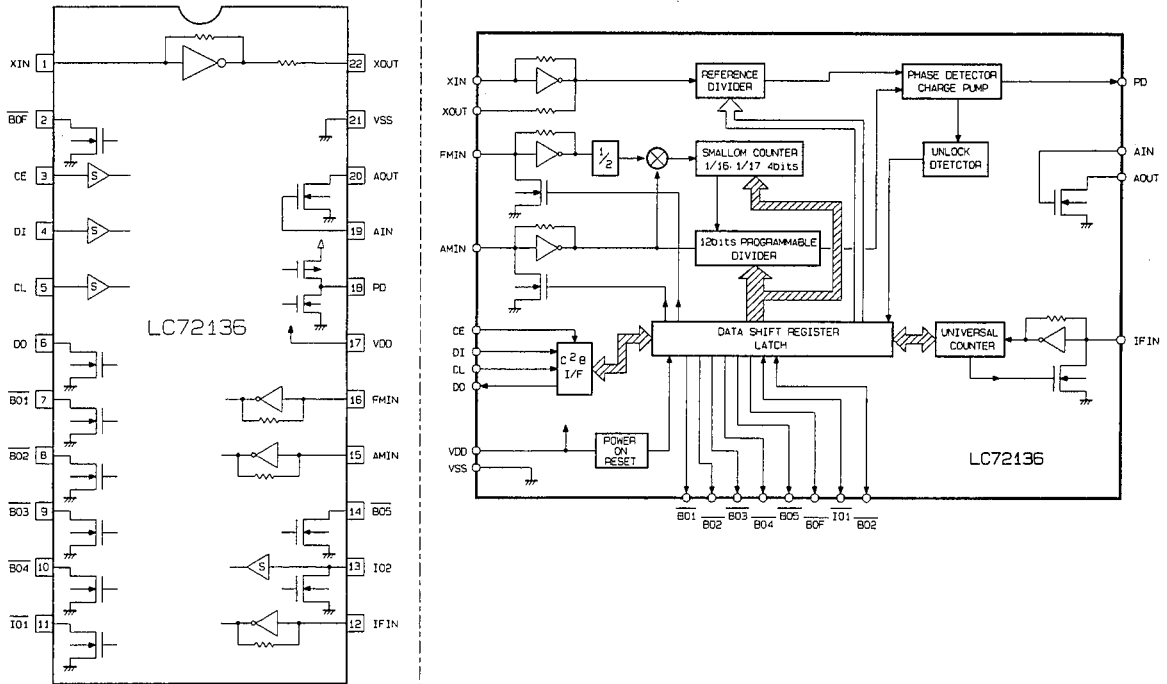 XIN 1
22 XOUT
BOF 2
21 VSS
CE 3 S
20 AOUT
DI 4 S
19 AIN
CL 5 S
18 PD
LC72136
17 VDD
DO 6
BO1 7
16 FMIN
BO2 8
15 AMIN
BO3 9
14 BO5
BO4 10
S 13 IO2
IO1 11
12 IFIN
XIN
REFERENCE
DIVIDER
PHASE DETECTOR
CHARGE PUMP
PD
XOUT
FMIN
1/2
SMALLOM COUNTER
1/16, 1/17 4bits
UNLOCK
DTETCTOR
AIN
AOUT
AMIN
12bits PROGRAMMABLE
DIVIDER
CE
DI
CL
DO
C2B
I/F
DATA SHIFT REGISTER
LATCH
UNIVERSAL
COUNTER
IFIN
VDD
POWER
ON
RESET
VSS
LC72136
BO1 BO2 BO3 BO4 BO5 BOF IO1 BO2